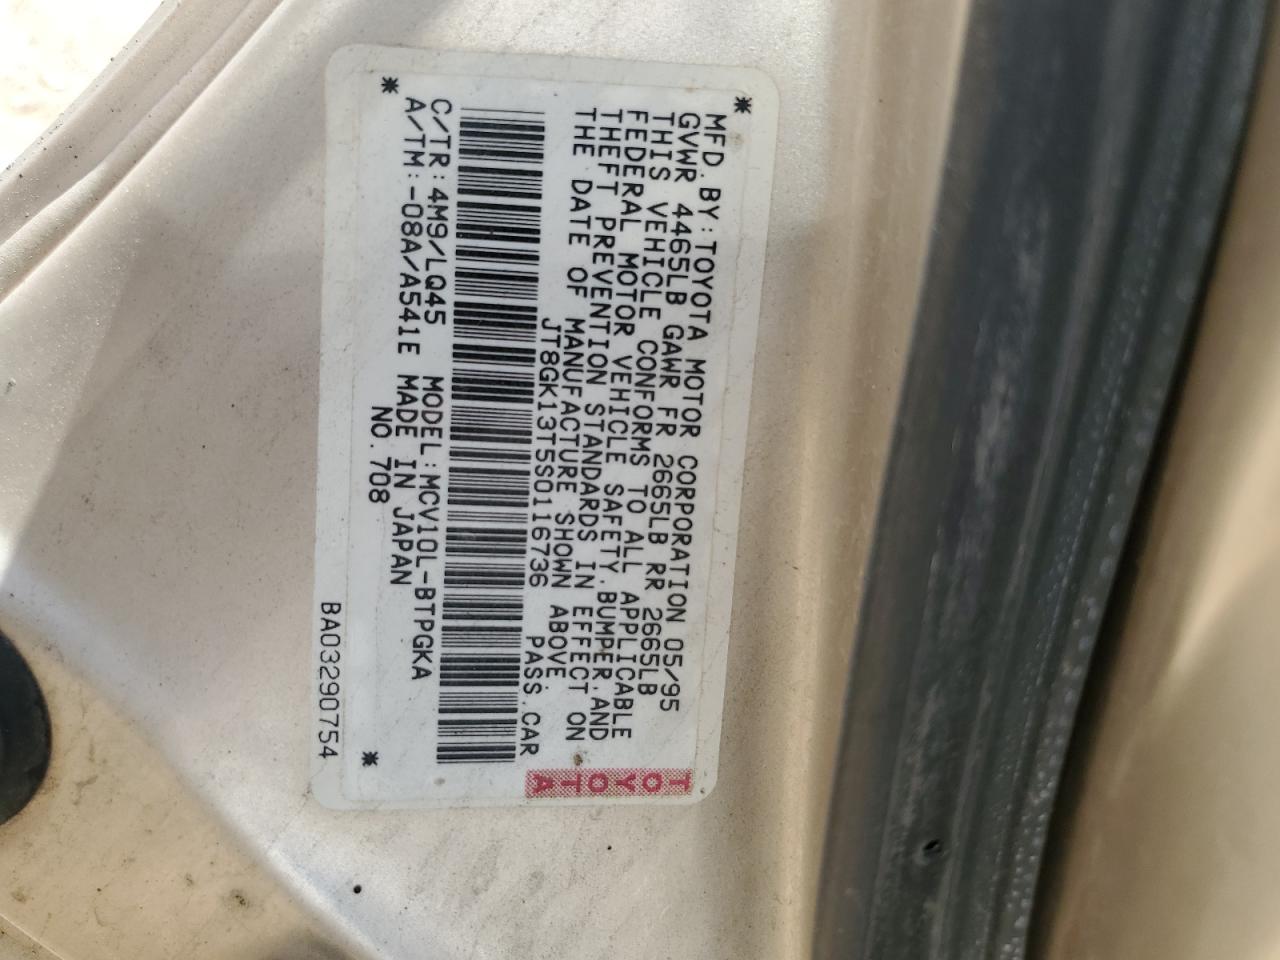 MFD.BY:TOYOTA MOTOR CORPORATION 05/95
GVWR 4465LB GAWR FR 2665LB RR 2665LB
THIS VEHICLE CONFORMS TO ALL APPLICABLE
FEDERAL MOTOR VEHICLE SAFETY,BUMPER,AND
THEFT PREVENTION STANDARDS IN EFFECT ON
THE DATE OF MANUFACTURE SHOWN ABOVE.
JT8GK13T5S0116736 PASS.CAR
C/TR:4M9/LQ45 MODEL:MCV10L-BTPGKA
A/TM:-08A/A541E MADE IN JAPAN
NO.708
BA03290754
TOYOTA